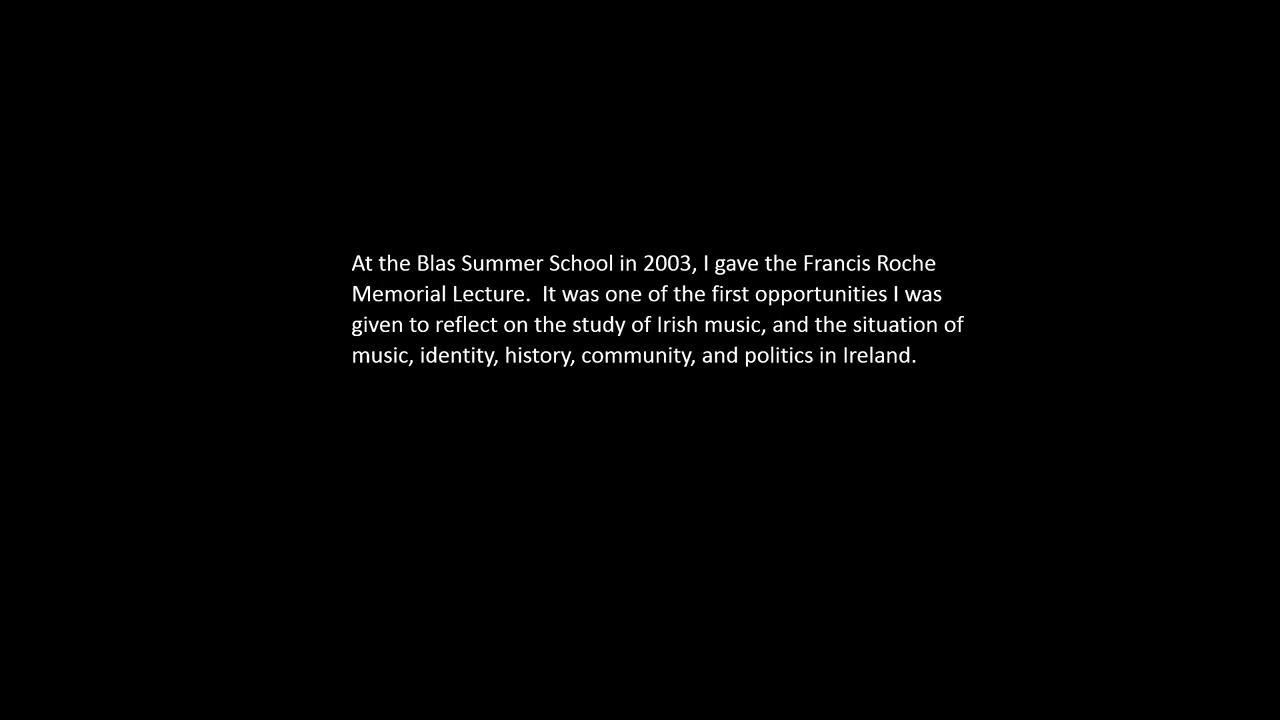 At the Blas Summer School in 2003, I gave the Francis Roche
Memorial Lecture.  It was one of the first opportunities I was
given to reflect on the study of Irish music, and the situation of
music, identity, history, community, and politics in Ireland.